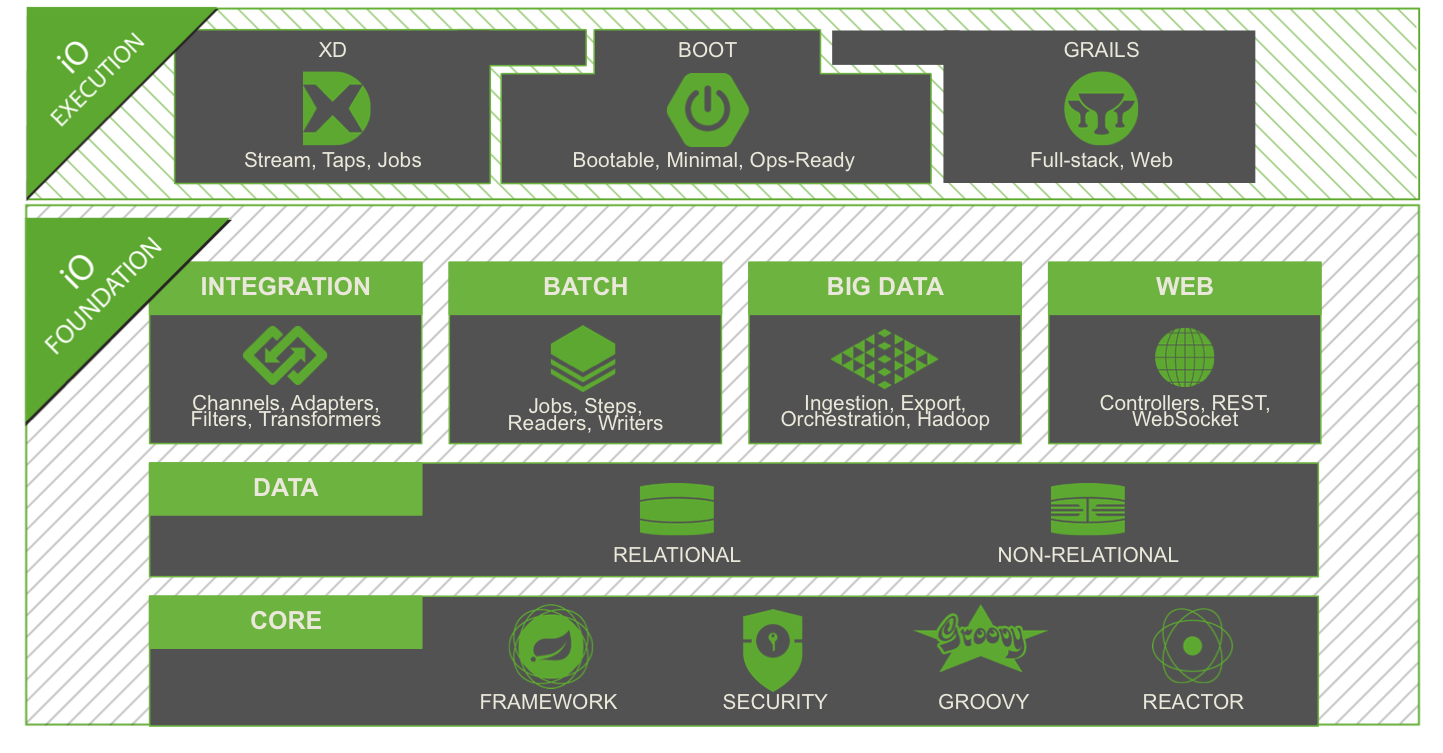 iO
EXECUTION
XD
Stream, Taps, Jobs
BOOT
Bootable, Minimal, Ops-Ready
GRAILS
Full-stack, Web
iO
FOUNDATION
INTEGRATION
Channels, Adapters,
Filters, Transformers
BATCH
Jobs, Steps,
Readers, Writers
BIG DATA
Ingestion, Export,
Orchestration, Hadoop
WEB
Controllers, REST,
WebSocket
DATA
RELATIONAL
NON-RELATIONAL
CORE
FRAMEWORK
SECURITY
Groovy
GROOVY
REACTOR